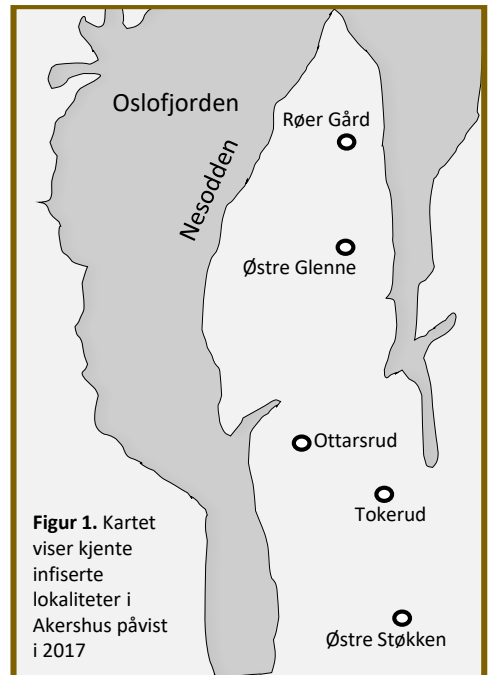 Oslofjorden
Røer Gård
Nesodden
Østre Glenne
Ottarsrud
Tokerud
Figur 1. Kartet
viser kjente
infiserte
lokaliteter i
Akershus påvist
i 2017
Østre Støkken